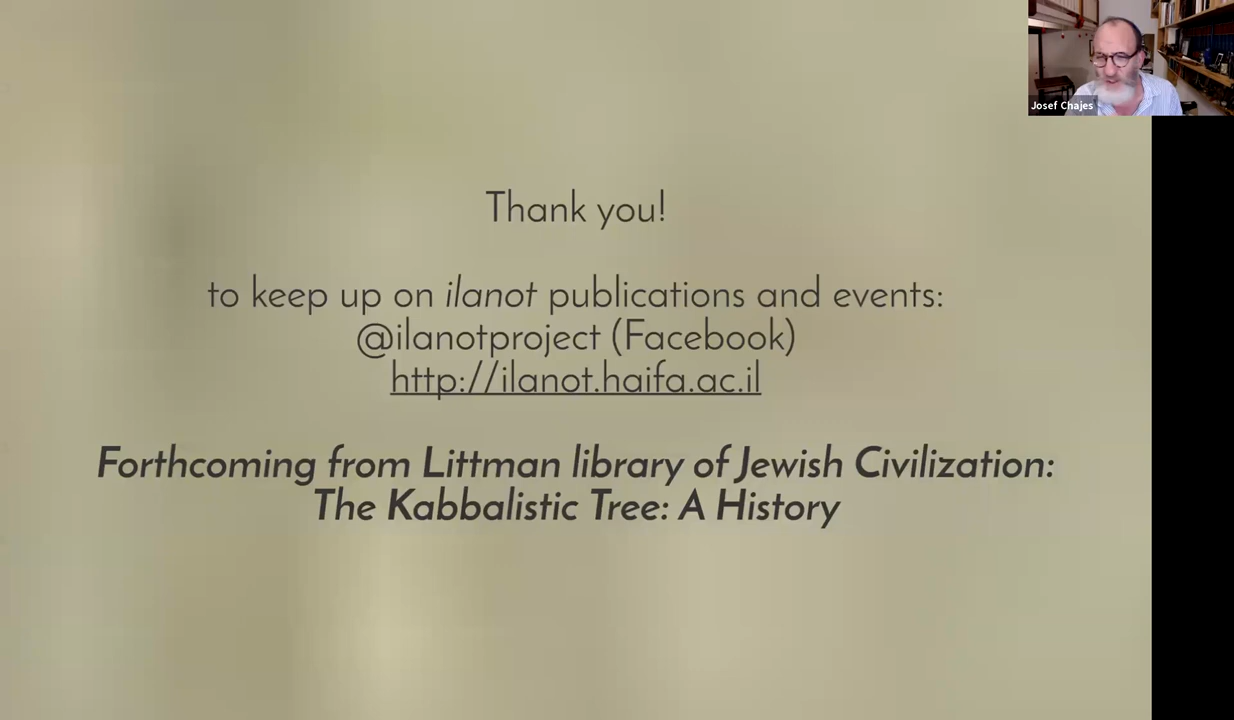 Josef Chajes
Thank you!
to keep up on ilanot publications and events:
@ilanotproject (Facebook)
http://ilanot.haifa.ac.il
Forthcoming from Littman library of Jewish Civilization:
The Kabbalistic Tree: A History